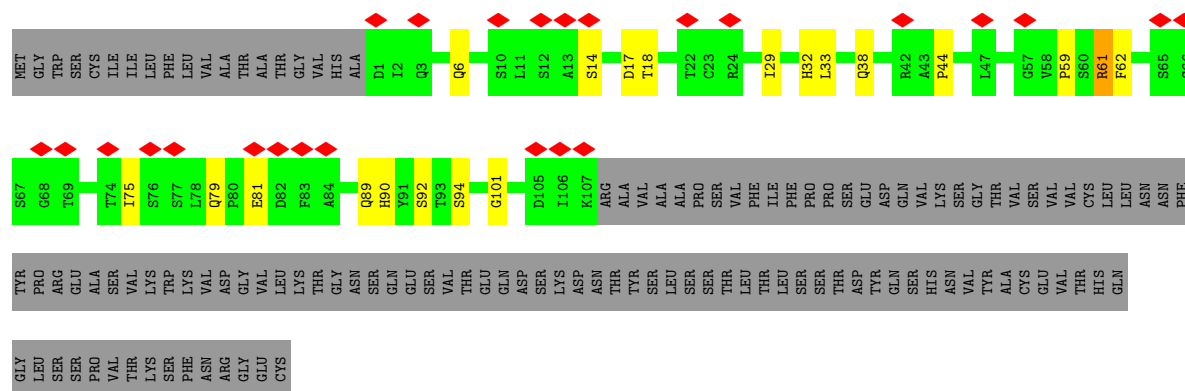 MET GLY TRP SER CYS ILE ILE LEU PHE LEU VAL ALA THR ALA THR GLY VAL HIS ALA D1 I2 Q3 Q6 S10 L11 S12 A13 S14 D17 T18 T22 C23 R24 I29 H32 L33 Q38 R42 A43 P44 L47 G57 V58 P59 S60 R61 F62 S65
S67 G68 T69 T74 I75 S76 S77 L78 Q79 P80 E81 D82 F83 A84 Q89 H90 Y91 S92 T93 S94 G101 D105 I106 K107 ARG ALA VAL ALA ALA PRO SER VAL PHE ILE PHE PRO PRO SER GLU ASP GLN VAL LYS SER GLY THR VAL SER VAL VAL CYS LEU LEU ASN ASN PHE
TYR PRO ARG GLU ALA SER VAL LYS TRP LYS VAL ASP GLY VAL LEU LYS THR GLY ASN SER GLN GLU SER VAL THR GLU GLN ASP SER LYS ASP ASN THR TYR SER LEU SER SER THR LEU THR LEU SER SER THR ASP TYR GLN SER HIS ASN VAL TYR ALA CYS GLU VAL THR HIS GLN
GLY LEU SER SER PRO VAL THR LYS SER PHE ASN ARG GLY GLU CYS